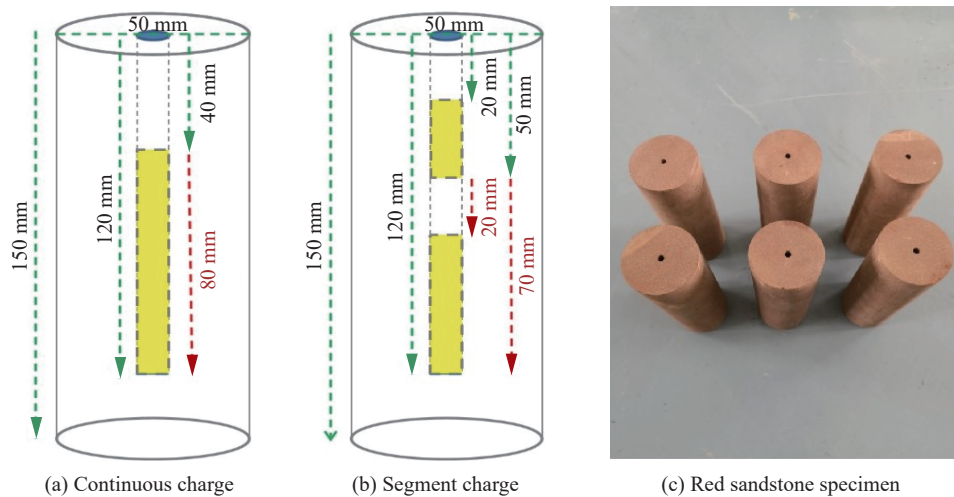 50 mm
40 mm
120 mm
150 mm
80 mm
50 mm
20 mm
50 mm
120 mm
20 mm
150 mm
70 mm
(a) Continuous charge
(b) Segment charge
(c) Red sandstone specimen